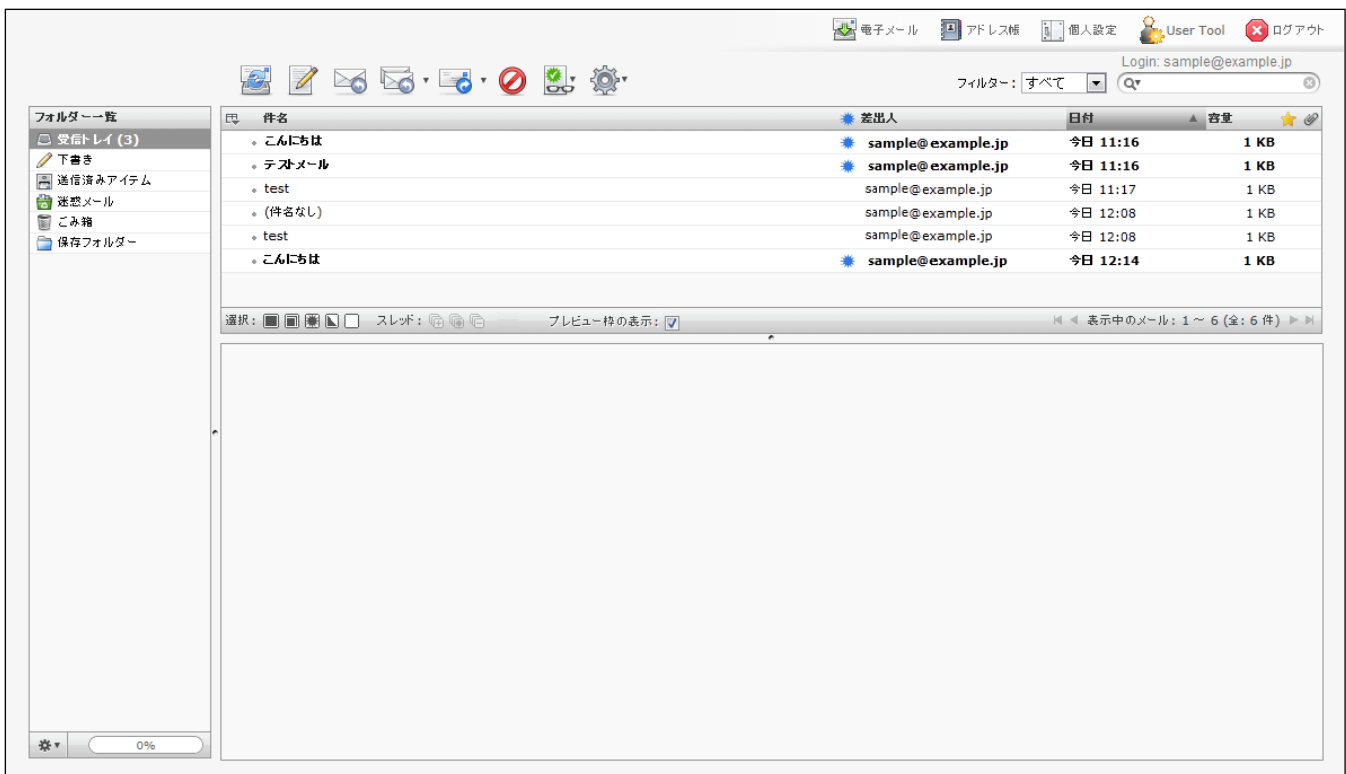 電子メール アドレス帳 個人設定 User Tool ログアウト
Login: sample@example.jp
フィルター: すべて
フォルダー一覧
受信トレイ (3)
下書き
送信済みアイテム
迷惑メール
ごみ箱
保存フォルダー
件名 差出人 日付 容量
こんにちは sample@example.jp 今日 11:16 1 KB
テストメール sample@example.jp 今日 11:16 1 KB
test sample@example.jp 今日 11:17 1 KB
(件名なし) sample@example.jp 今日 12:08 1 KB
test sample@example.jp 今日 12:08 1 KB
こんにちは sample@example.jp 今日 12:14 1 KB
選択: スレッド: プレビュー枠の表示: 表示中のメール: 1 ~ 6 (全: 6 件)
0%